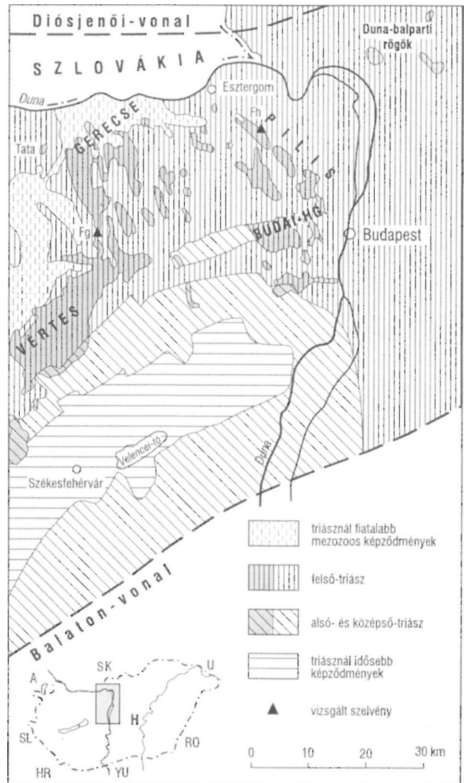 Diósjenői-vonal
SZLOVÁKIA
Duna-balparti
rögök
Duna
Esztergom
GERECSE
Fh
PILIS
Tata
Fg
BUDAI-HG.
Budapest
VÉRTES
Velencei-tó
Duna
Székesfehérvár
Balaton-vonal
triásznál fiatalabb
mezozoos képződmények
felső-triász
alsó- és középső-triász
triásznál idősebb
képződmények
vizsgált szelvény
SK
A
U
SL
H
RO
HR
YU
0 10 20 30 km